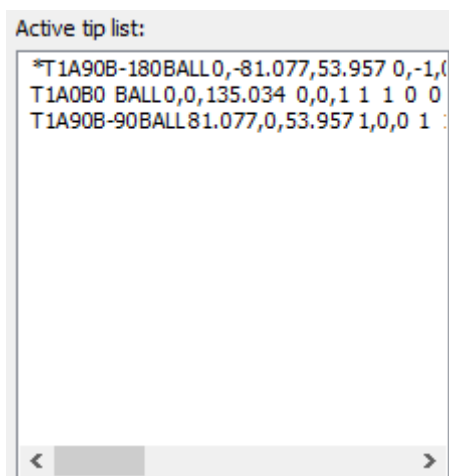 Active tip list:
*T1A90B-180BALL0,-81.077,53.957 0,-1,
T1A0B0 BALL0,0,135.034 0,0,1 1 1 0 0
T1A90B-90BALL81.077,0,53.957 1,0,0 1